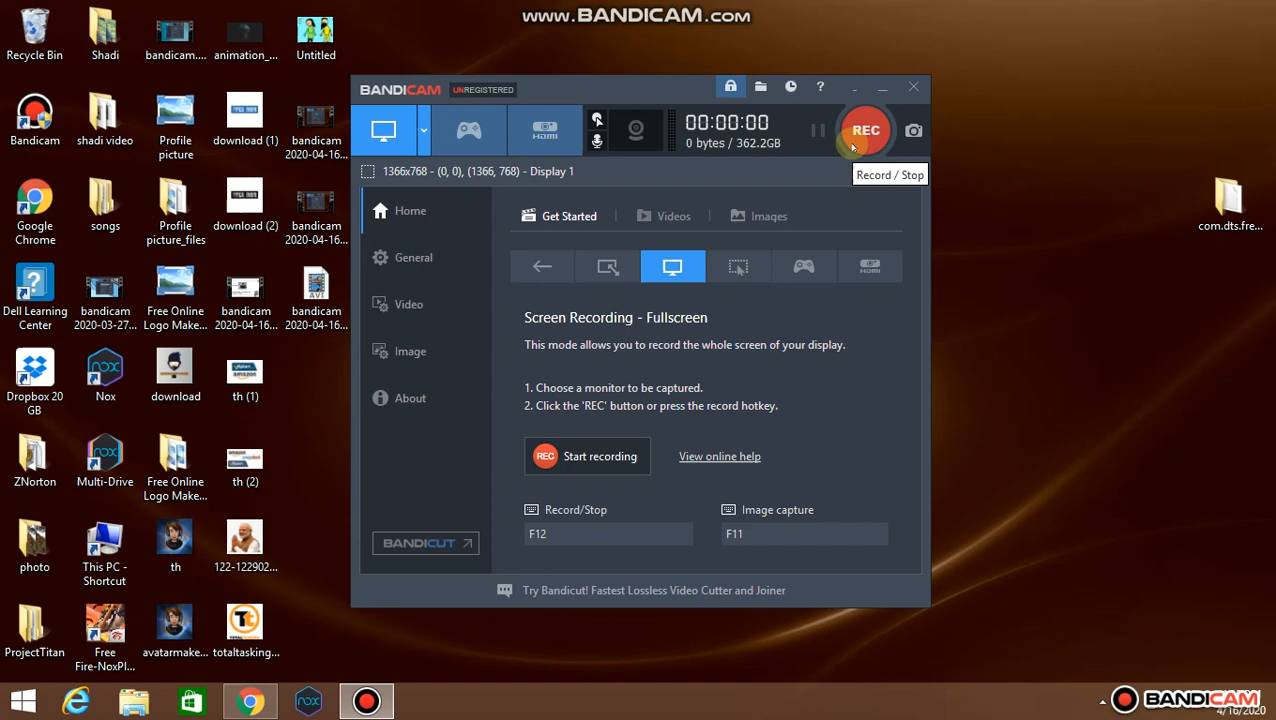 www.BANDICAM.com
Recycle Bin
Shadi
bandicam....
animation_...
Untitled
Bandicam
shadi video
Profile
picture
download (1)
bandicam
2020-04-16...
Google
Chrome
songs
Profile
picture_files
download (2)
bandicam
2020-04-16...
Dell Learning
Center
bandicam
2020-03-27...
Free Online
Logo Make...
bandicam
2020-04-16...
bandicam
2020-04-16...
Dropbox 20
GB
Nox
download
th (1)
ZNorton
Multi-Drive
Free Online
Logo Make...
th (2)
photo
This PC -
Shortcut
th
122-122902...
ProjectTitan
Free
Fire-NoxPl...
avatarmake...
totaltasking...
BANDICAM UNREGISTERED
?
HDMI
00:00:00
0 bytes / 362.2GB
REC
Record / Stop
1366x768 - (0, 0), (1366, 768) - Display 1
Home
General
Video
Image
About
BANDICUT
Get Started
Videos
Images
HDMI
Screen Recording - Fullscreen
This mode allows you to record the whole screen of your display.
1. Choose a monitor to be captured.
2. Click the 'REC' button or press the record hotkey.
REC Start recording
View online help
Record/Stop
Image capture
F12
F11
Try Bandicut! Fastest Lossless Video Cutter and Joiner
com.dts.fre...
BANDICAM
4/16/2020